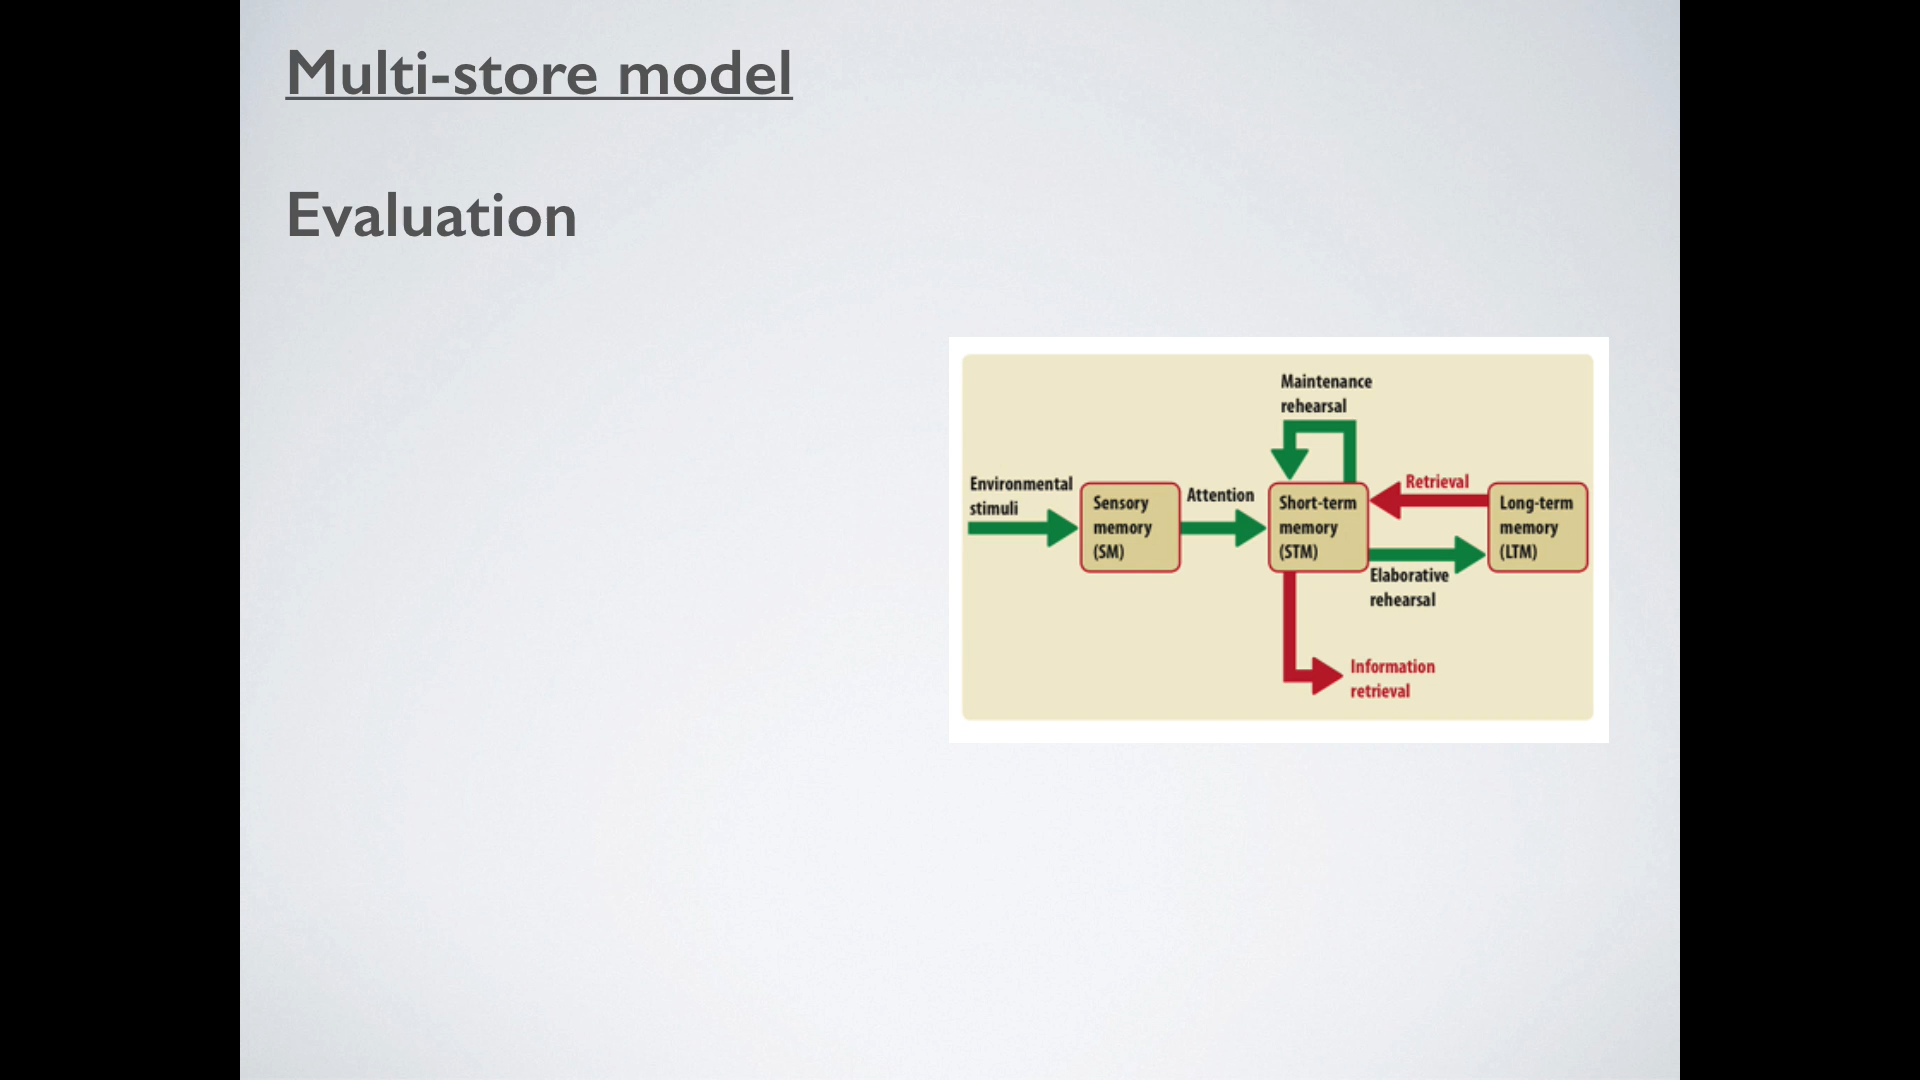 Multi-store model
Evaluation
Maintenance
rehearsal
Environmental
stimuli
Sensory
memory
(SM)
Attention
Short-term
memory
(STM)
Retrieval
Elaborative
rehearsal
Long-term
memory
(LTM)
Information
retrieval